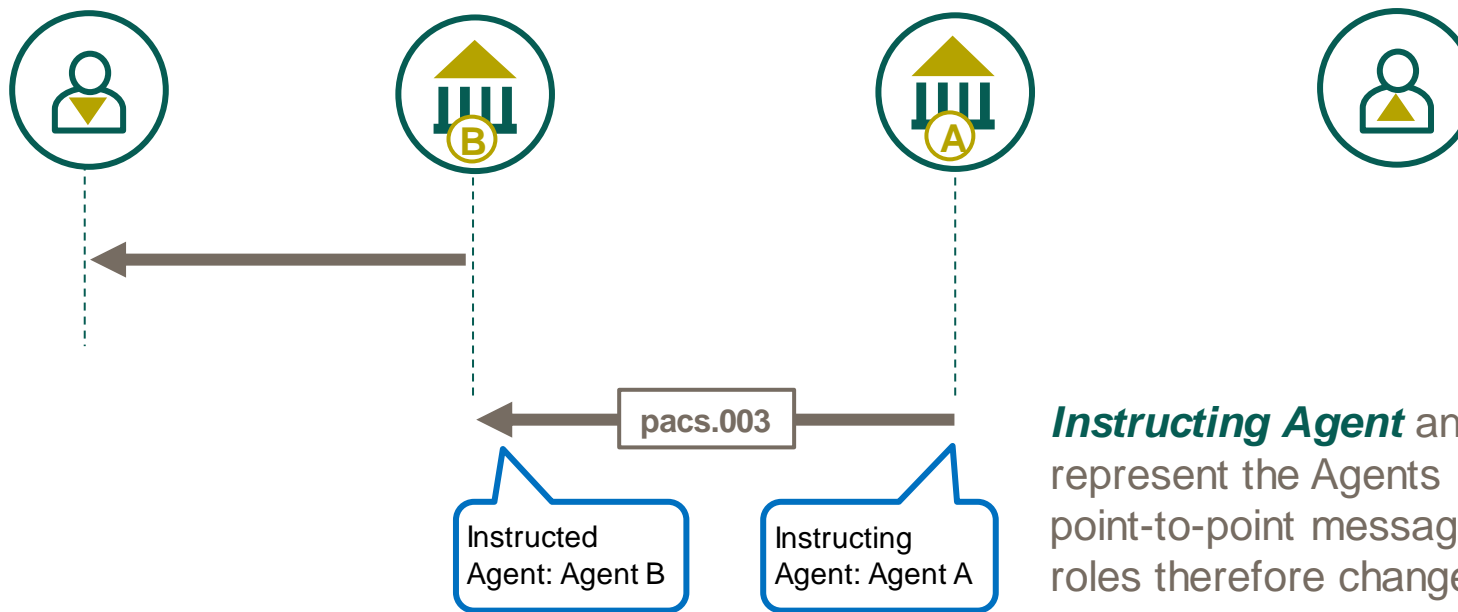 B
A
pacs.003
Instructing Agent an
represent the Agents
point-to-point messag
roles therefore change
Instructed
Agent: Agent B
Instructing
Agent: Agent A